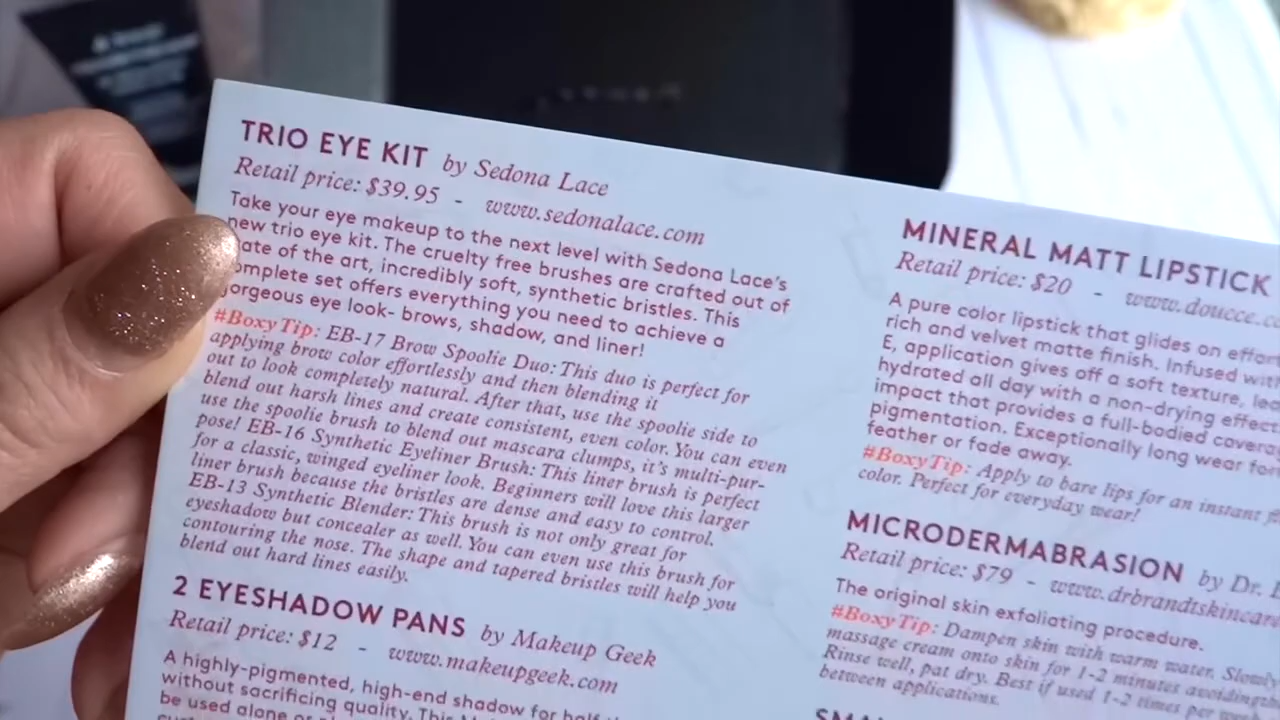 TRIO EYE KIT by Sedona Lace
Retail price: $39.95 - www.sedonalace.com
Take your eye makeup to the next level with Sedona Lace's
new trio eye kit. The cruelty free brushes are crafted out of
ate of the art, incredibly soft, synthetic bristles. This
omplete set offers everything you need to achieve a
orgeous eye look- brows, shadow, and liner!
#BoxyTip: EB-17 Brow Spoolie Duo: This duo is perfect for
applying brow color effortlessly and then blending it
out to look completely natural. After that, use the spoolie side to
blend out harsh lines and create consistent, even color. You can even
use the spoolie brush to blend out mascara clumps, it's multi-pur-
pose! EB-16 Synthetic Eyeliner Brush: This liner brush is perfect
for a classic, winged eyeliner look. Beginners will love this larger
liner brush because the bristles are dense and easy to control.
EB-13 Synthetic Blender: This brush is not only great for
eyeshadow but concealer as well. You can even use this brush for
contouring the nose. The shape and tapered bristles will help you
blend out hard lines easily.
2 EYESHADOW PANS by Makeup Geek
Retail price: $12 - www.makeupgeek.com
A highly-pigmented, high-end shadow for half
without sacrificing quality. This
be used alone or
MINERAL MATT LIPSTICK
Retail price: $20 - www.doucce.c
A pure color lipstick that glides on effor
rich and velvet matte finish. Infused with
E, application gives off a soft texture, lea
hydrated all day with a non-drying effect
impact that provides a full-bodied covera
pigmentation. Exceptionally long wear for
feather or fade away.
#BoxyTip: Apply to bare lips for an instant
color. Perfect for everyday wear!
MICRODERMABRASION by Dr.
Retail price: $79 - www.drbrandtskincare
The original skin exfoliating procedure.
#BoxyTip: Dampen skin with warm water. Slowly
massage cream onto skin for 1-2 minutes avoiding
Rinse well, pat dry. Best if used 1-2 times per
between applications.